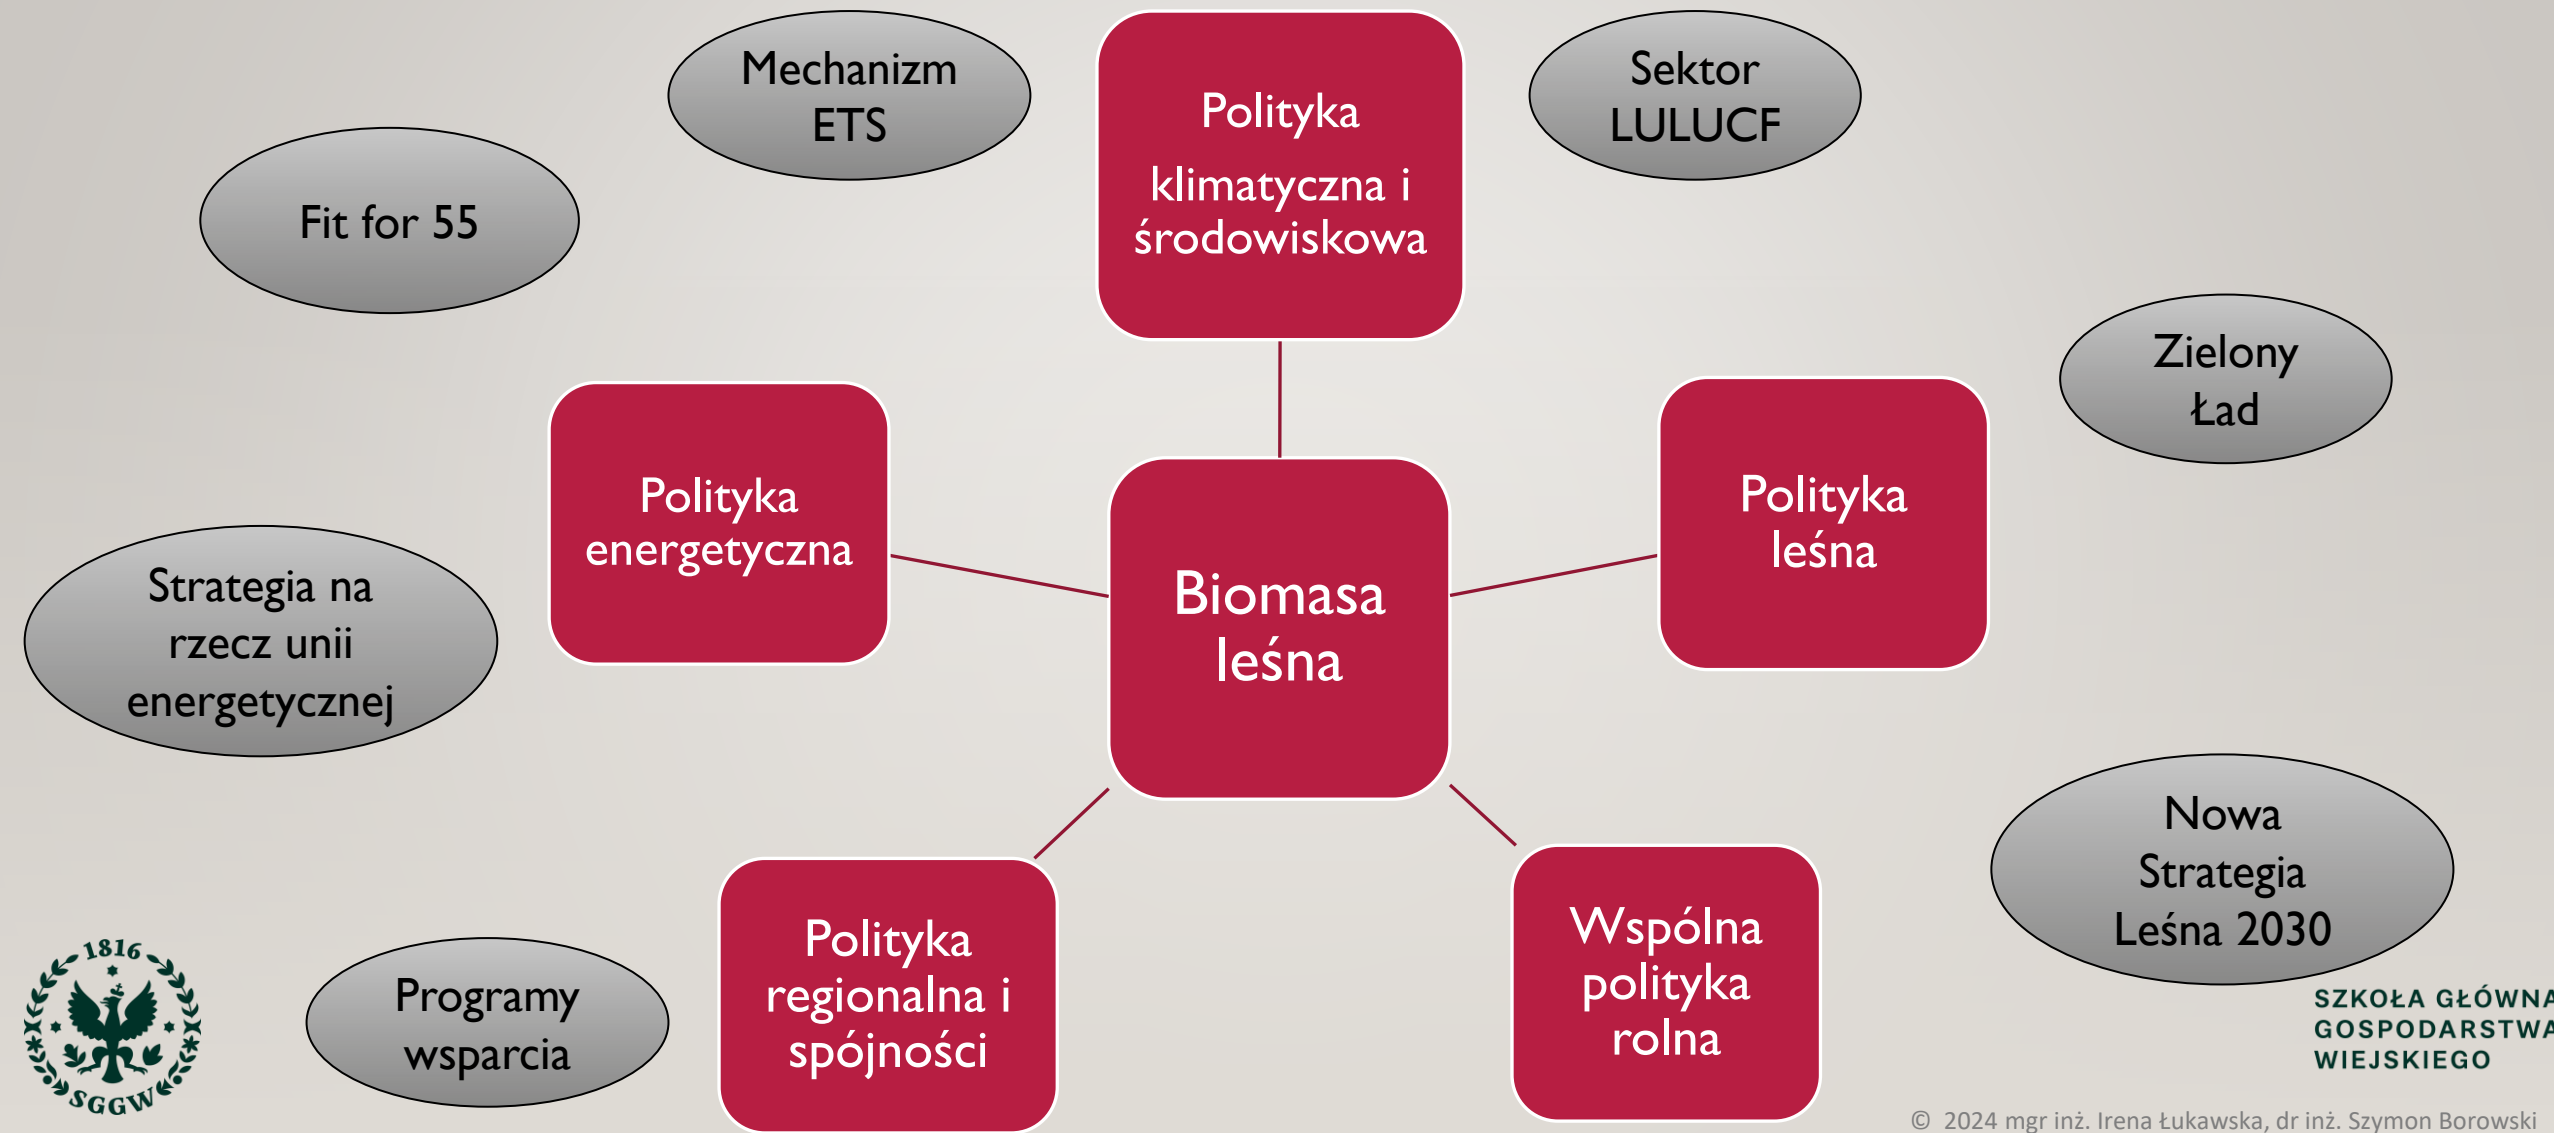 Mechanizm
ETS
Polityka
klimatyczna i
środowiskowa
Sektor
LULUCF
Fit for 55
Zielony
Ład
Polityka
energetyczna
Polityka
leśna
Biomasa
leśna
Strategia na
rzecz unii
energetycznej
Nowa
Strategia
Leśna 2030
Programy
wsparcia
Polityka
regionalna i
spójności
Wspólna
polityka
rolna
1816
SGGW
SZKOŁA GŁÓWNA
GOSPODARSTWA
WIEJSKIEGO
© 2024 mgr inż. Irena Łukawska, dr inż. Szymon Borowski